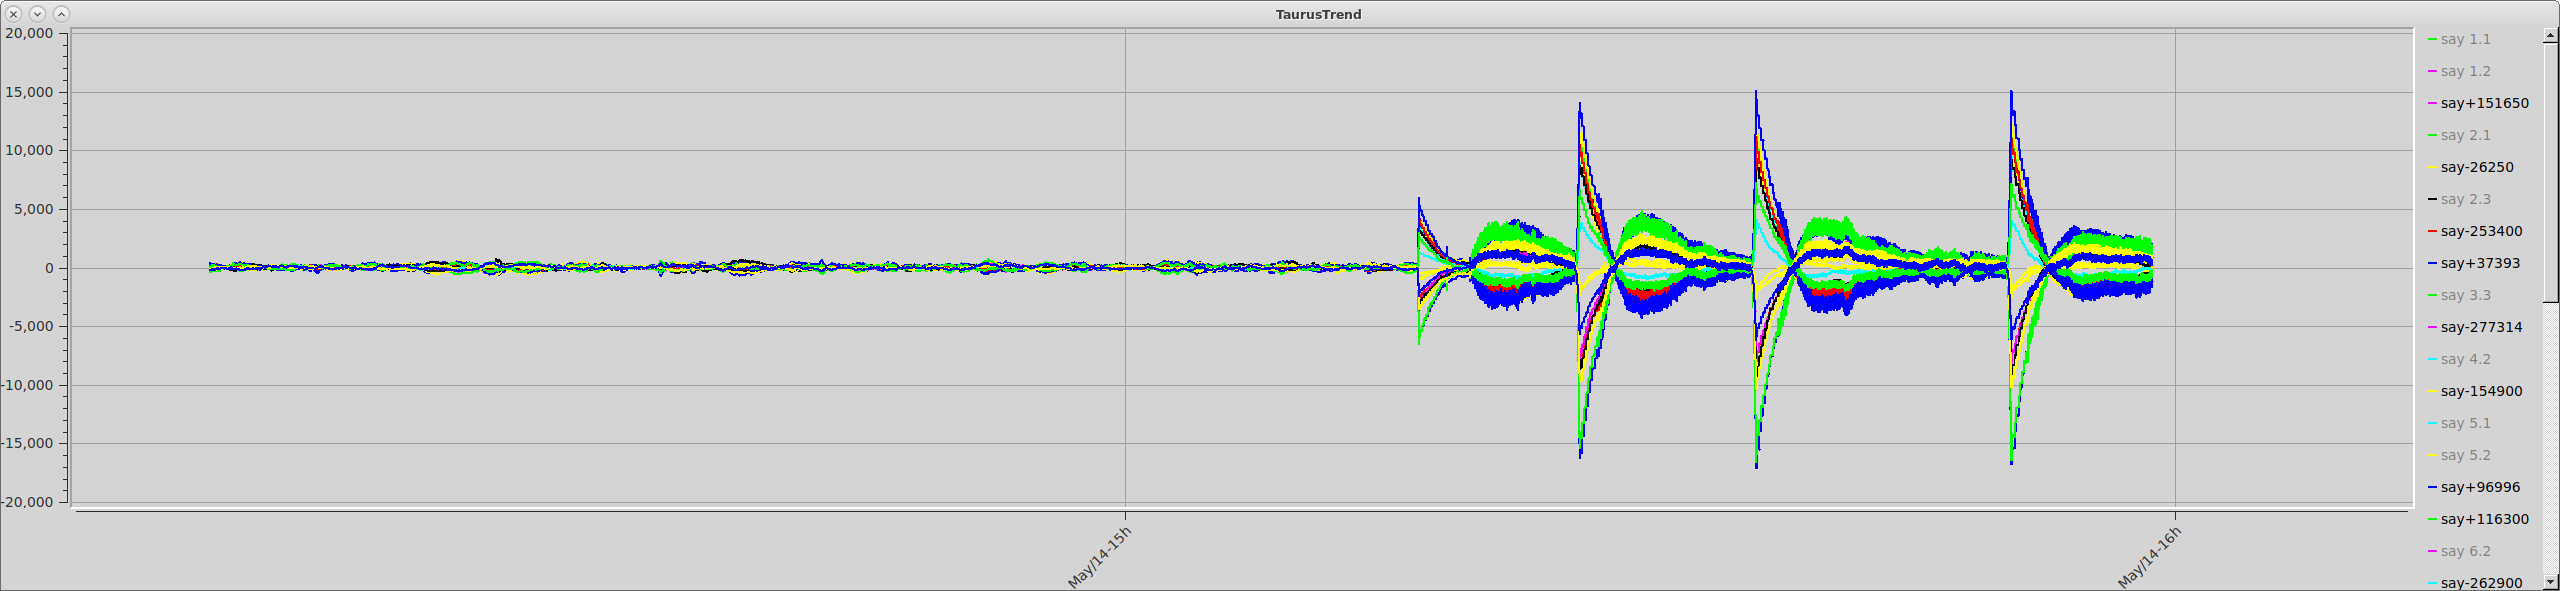 TaurusTrend
20,000
15,000
10,000
5,000
0
-5,000
-10,000
-15,000
-20,000
May/14-15h
May/14-16h
say 1.1
say 1.2
say+151650
say 2.1
say-26250
say 2.3
say-253400
say+37393
say 3.3
say-277314
say 4.2
say-154900
say 5.1
say 5.2
say+96996
say+116300
say 6.2
say-262900